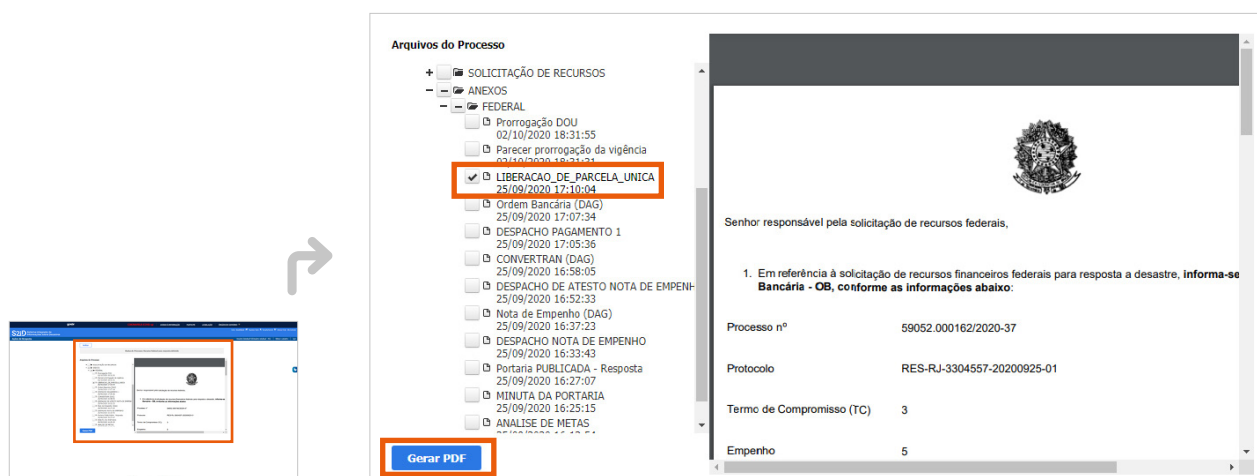 Arquivos do Processo
SOLICITAÇÃO DE RECURSOS
ANEXOS
FEDERAL
Prorrogação DOU
02/10/2020 18:31:55
Parecer prorrogação da vigência
02/10/2020 18:31:31
LIBERACAO_DE_PARCELA_UNICA
25/09/2020 17:10:04
Ordem Bancária (DAG)
25/09/2020 17:07:34
DESPACHO PAGAMENTO 1
25/09/2020 17:05:36
CONVERTRAN (DAG)
25/09/2020 16:58:05
DESPACHO DE ATESTO NOTA DE EMPENH
25/09/2020 16:52:33
Nota de Empenho (DAG)
25/09/2020 16:37:23
DESPACHO NOTA DE EMPENHO
25/09/2020 16:33:43
Portaria PUBLICADA - Resposta
25/09/2020 16:27:07
MINUTA DA PORTARIA
25/09/2020 16:25:15
ANALISE DE METAS
Gerar PDF
Senhor responsável pela solicitação de recursos federais,
1. Em referência à solicitação de recursos financeiros federais para resposta a desastre, informa-se
Bancária - OB, conforme as informações abaixo:
Processo nº 59052.000162/2020-37
Protocolo RES-RJ-3304557-20200925-01
Termo de Compromisso (TC) 3
Empenho 5
S2iD